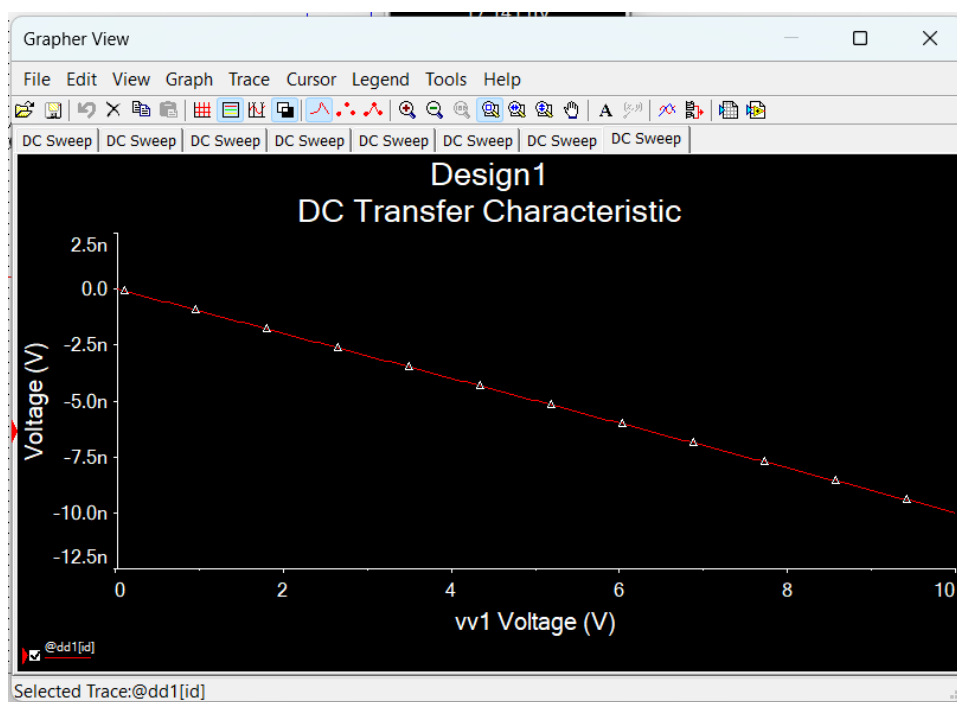 Grapher View
File Edit View Graph Trace Cursor Legend Tools Help
A
DC Sweep DC Sweep DC Sweep DC Sweep DC Sweep DC Sweep DC Sweep DC Sweep
Design1
DC Transfer Characteristic
2.5n
0.0
-2.5n
-5.0n
-7.5n
-10.0n
-12.5n
Voltage (V)
0 2 4 6 8 10
vv1 Voltage (V)
@dd1[id]
Selected Trace:@dd1[id]